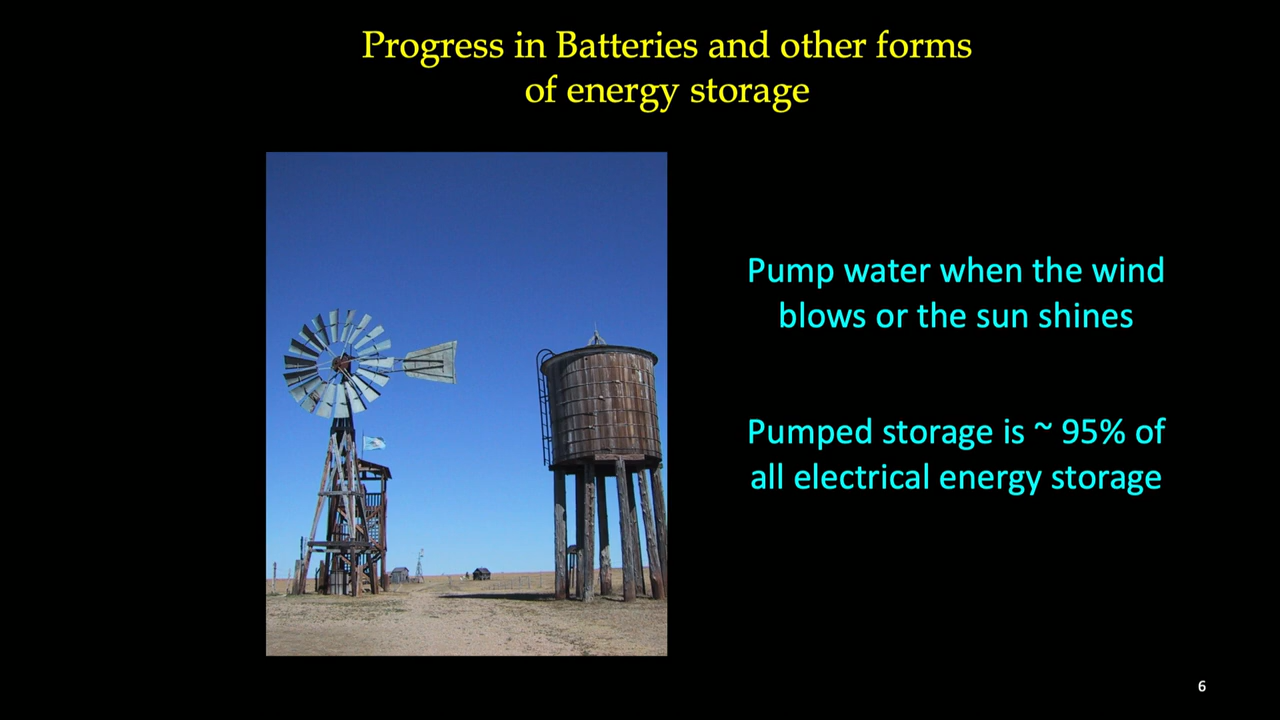 Progress in Batteries and other forms
of energy storage
Pump water when the wind
blows or the sun shines
Pumped storage is ~ 95% of
all electrical energy storage
6